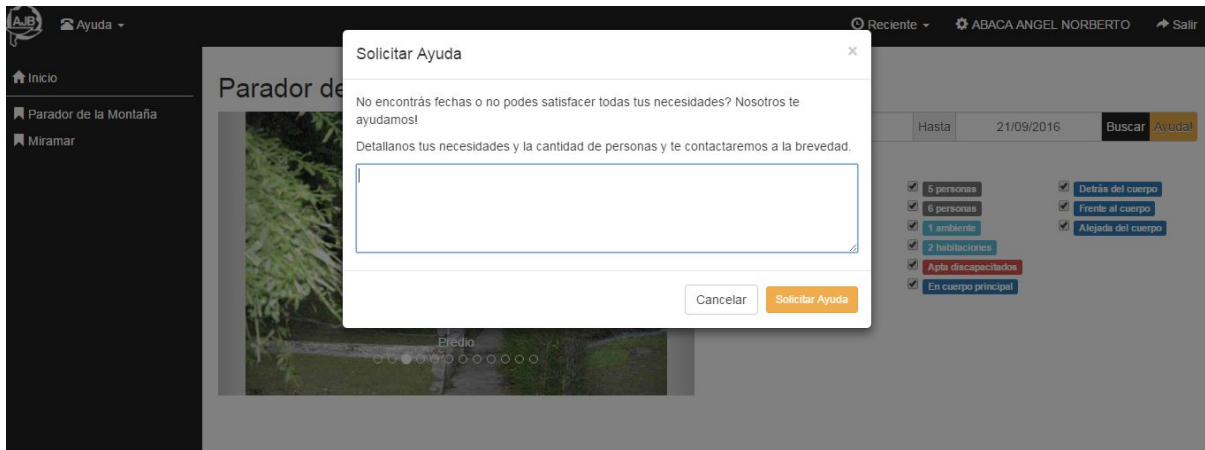 AJB
Ayuda
Reciente
ABACA ANGEL NORBERTO
Salir
Inicio
Parador de la Montaña
Miramar
Parador de
Solicitar Ayuda
×
No encontrás fechas o no podes satisfacer todas tus necesidades? Nosotros te
ayudamos!
Detallanos tus necesidades y la cantidad de personas y te contactaremos a la brevedad.
Cancelar
Solicitar Ayuda
Predio
Hasta
21/09/2016
Buscar
Ayuda!
5 personas
6 personas
1 ambiente
2 habitaciones
Apta discapacitados
En cuerpo principal
Detrás del cuerpo
Frente al cuerpo
Alejada del cuerpo